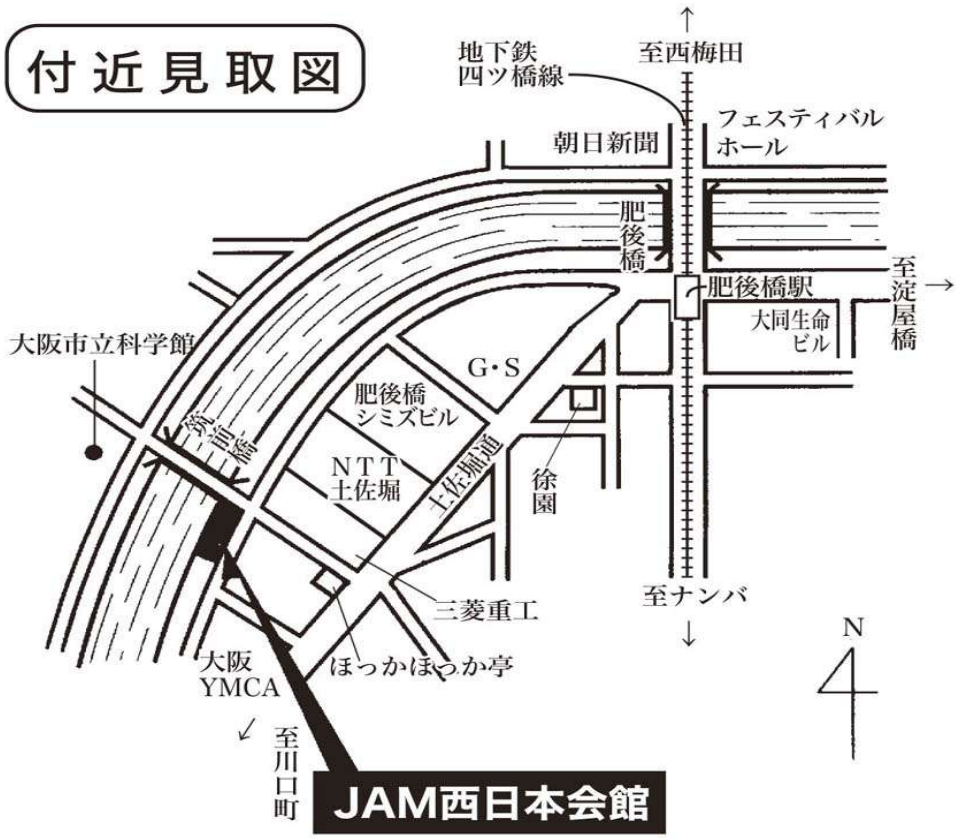 付近見取図
地下鉄
四ツ橋線
至西梅田
朝日新聞
フェスティバル
ホール
肥後橋
至淀屋橋
肥後橋駅
大同生命
ビル
大阪市立科学館
G・S
肥後橋
シミズビル
筑前橋
NTT
土佐堀
土佐堀通
徐園
三菱重工
至ナンバ
N
ほっかほっか亭
大阪
YMCA
至川口町
JAM西日本会館